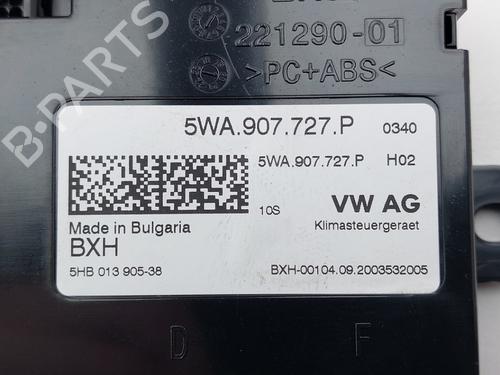 221290-01
>PC+ABS<
B-PARTS
5WA.907.727.P 0340
5WA.907.727.P H02
10S VW AG
Made in Bulgaria Klimasteuergeraet
BXH
5HB 013 905-38 BXH-00104.09.2003532005
D F